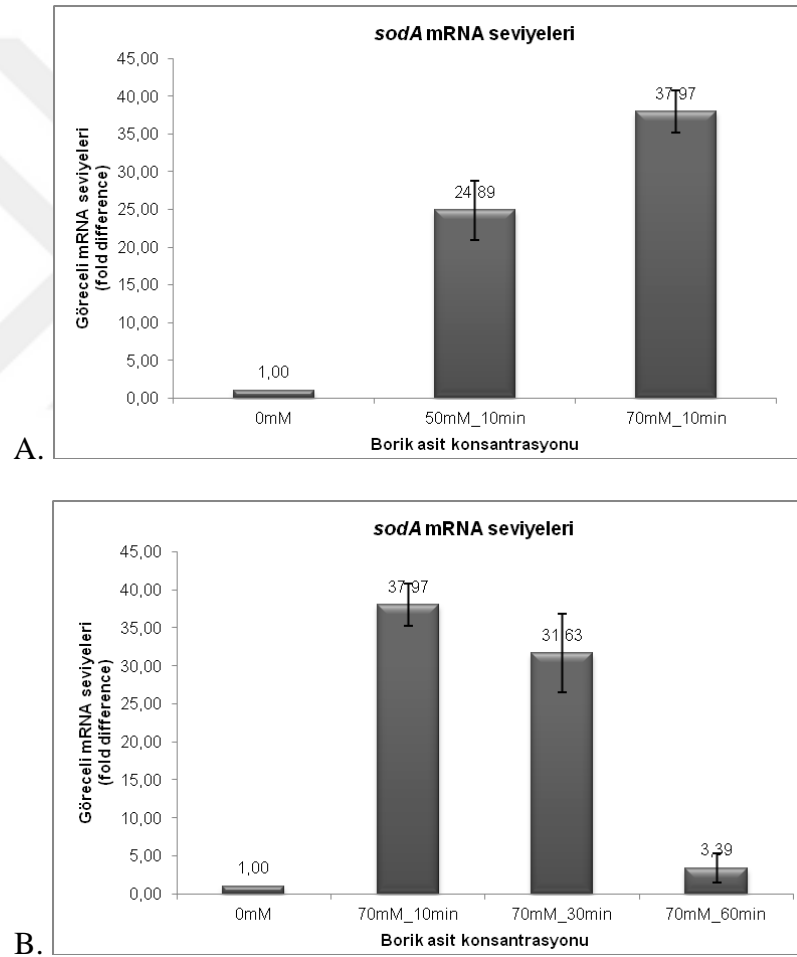 sodA mRNA seviyeleri
Göreceli mRNA seviyeleri
(fold difference)
45,00
40,00
35,00
30,00
25,00
20,00
15,00
10,00
5,00
0,00
1,00
24,89
37,97
0mM
50mM_10min
70mM_10min
Borik asit konsantrasyonu
A.
sodA mRNA seviyeleri
Göreceli mRNA seviyeleri
(fold difference)
45,00
40,00
35,00
30,00
25,00
20,00
15,00
10,00
5,00
0,00
1,00
37,97
31,63
3,39
0mM
70mM_10min
70mM_30min
70mM_60min
Borik asit konsantrasyonu
B.